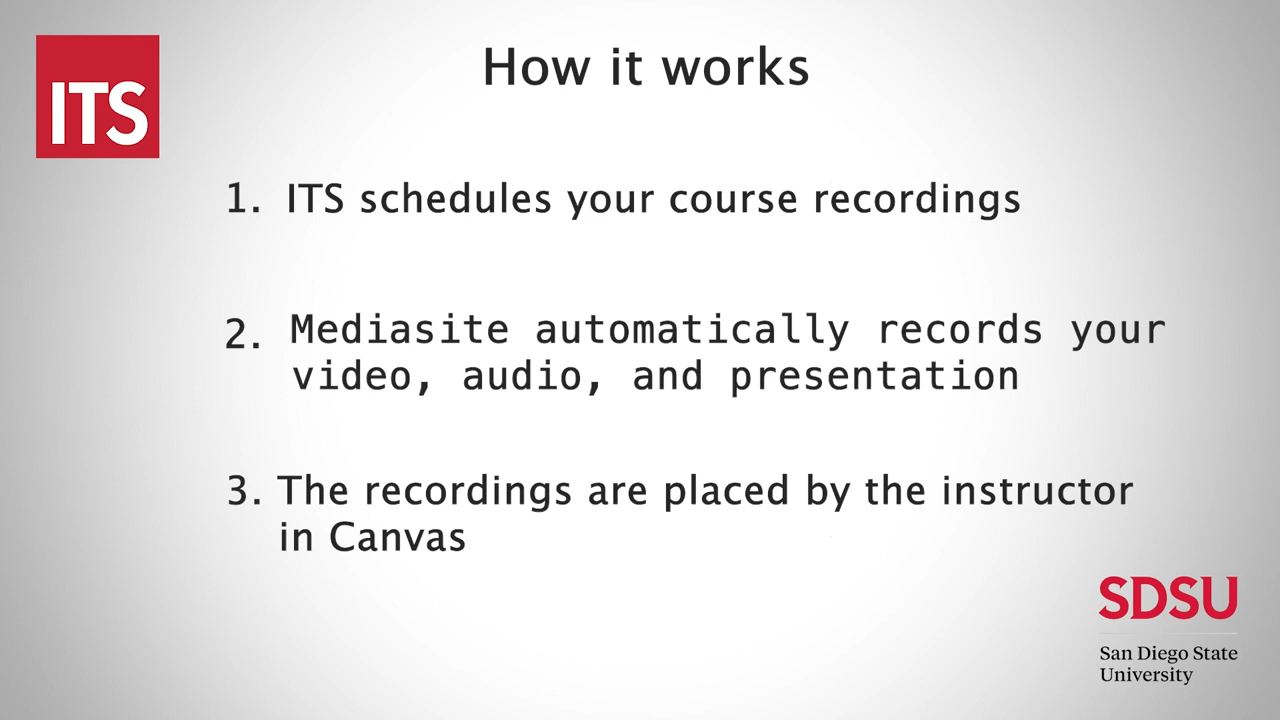 ITS
How it works
1. ITS schedules your course recordings
2. Mediasite automatically records your
video, audio, and presentation
3. The recordings are placed by the instructor
in Canvas
SDSU
San Diego State
University